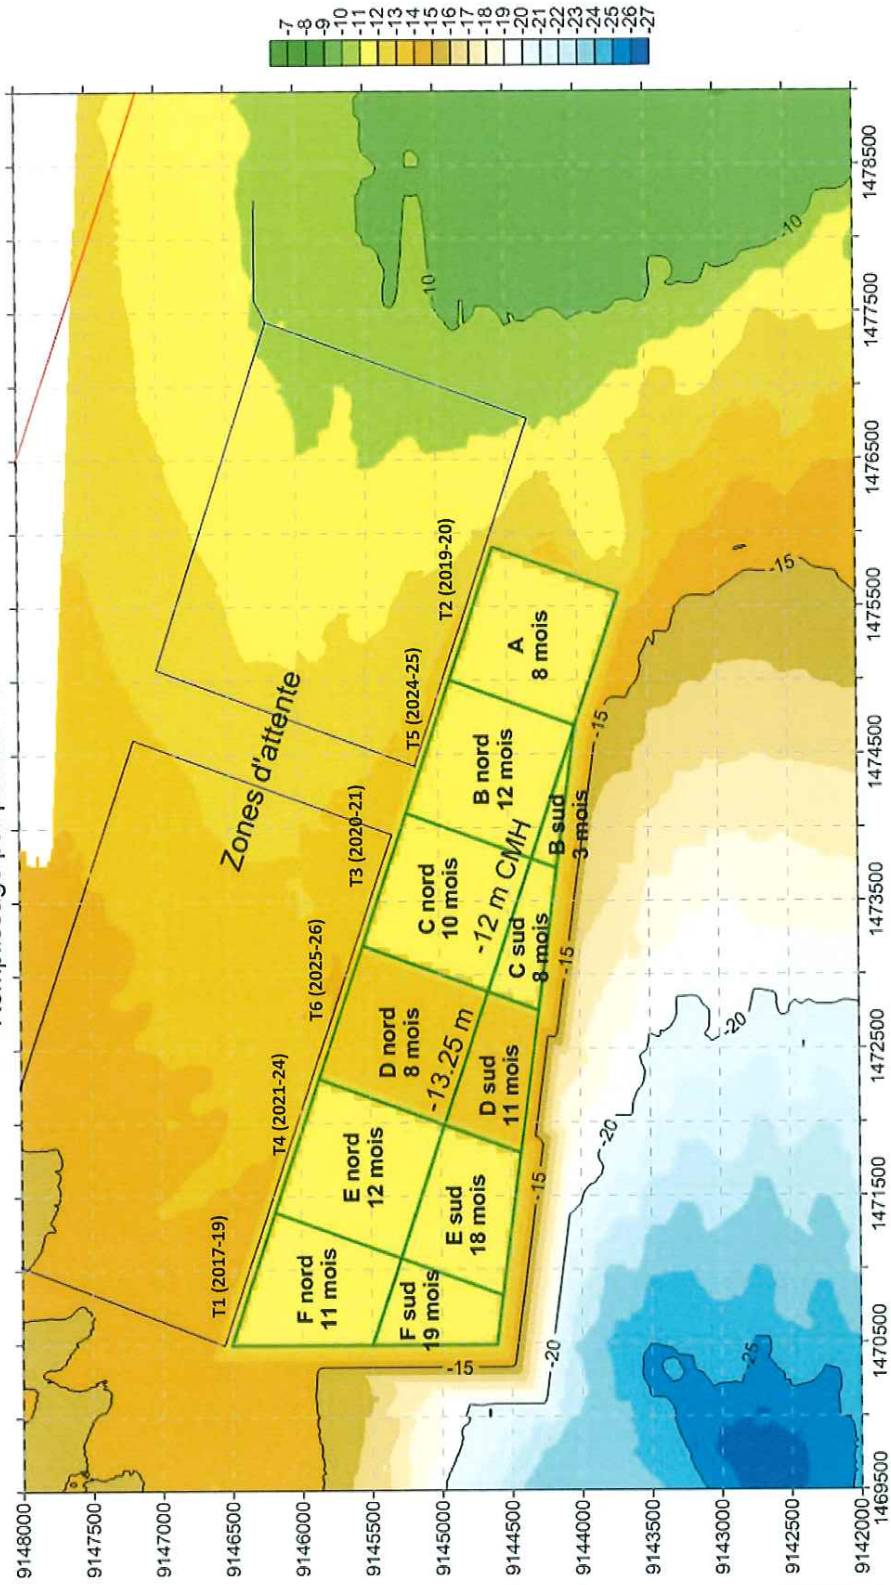 -7
-8
-9
-10
-11
-12
-13
-14
-15
-16
-17
-18
-19
-20
-21
-22
-23
-24
-25
-26
-27
9148000
9147500
9147000
9146500
9146000
9145500
9145000
9144500
9144000
9143500
9143000
9142500
9142000
1469500
1470500
1471500
1472500
1473500
1474500
1475500
1476500
1477500
1478500
Zones d'attente
T1 (2017-19)
T4 (2021-24)
T6 (2025-26)
T3 (2020-21)
T5 (2024-25)
T2 (2019-20)
F nord
11 mois
E nord
12 mois
D nord
8 mois
C nord
10 mois
B nord
12 mois
A
8 mois
F sud
19 mois
E sud
18 mois
D sud
11 mois
C sud
8 mois
B sud
3 mois
-13.25 m
-12 m CMH
-10
-10
-15
-15
-15
-15
-15
-20
-20
-20
-25